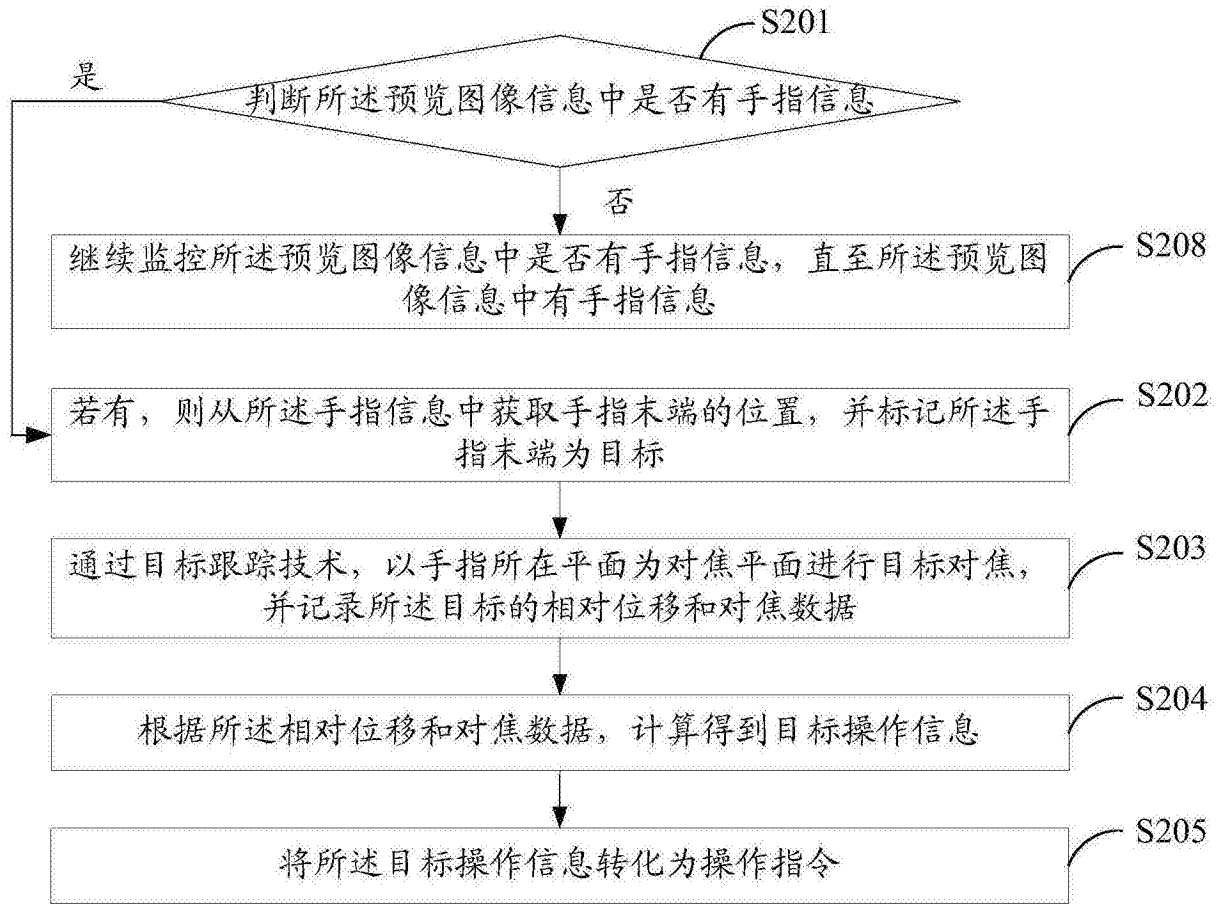 S201
是
判断所述预览图像信息中是否有手指信息
否
S208
继续监控所述预览图像信息中是否有手指信息，直至所述预览图
像信息中有手指信息
S202
若有，则从所述手指信息中获取手指末端的位置，并标记所述手
指末端为目标
S203
通过目标跟踪技术，以手指所在平面为对焦平面进行目标对焦，
并记录所述目标的相对位移和对焦数据
S204
根据所述相对位移和对焦数据，计算得到目标操作信息
S205
将所述目标操作信息转化为操作指令